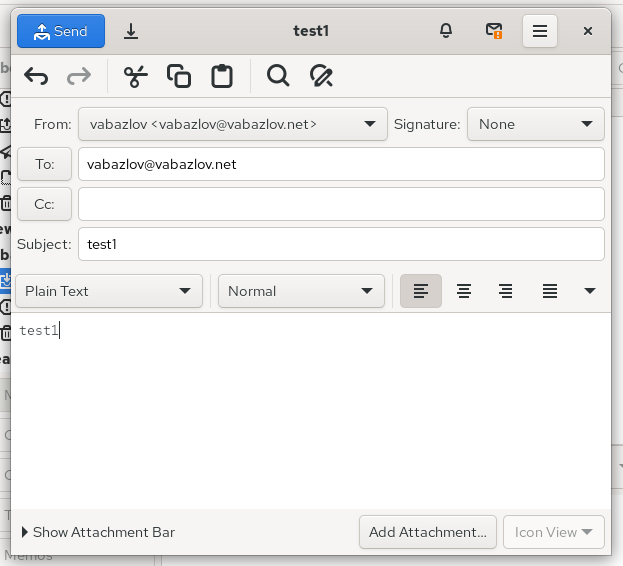 Send
test1
From: vabazlov <vabazlov@vabazlov.net> Signature: None
To: vabazlov@vabazlov.net
Cc:
Subject: test1
Plain Text Normal
test1
Show Attachment Bar Add Attachment... Icon View
Memos